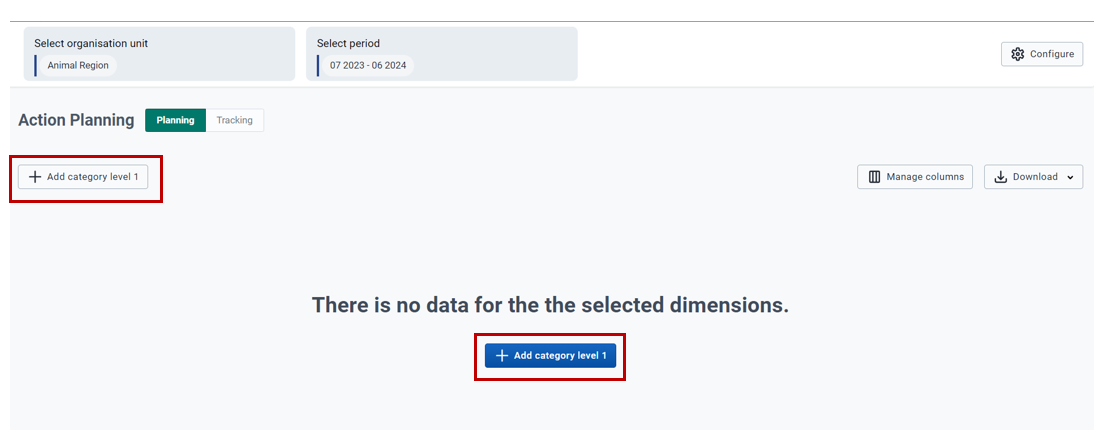 Select organisation unit
Animal Region
Select period
07 2023 - 06 2024
Configure
Action Planning
Planning
Tracking
Add category level 1
Manage columns
Download
There is no data for the the selected dimensions.
Add category level 1